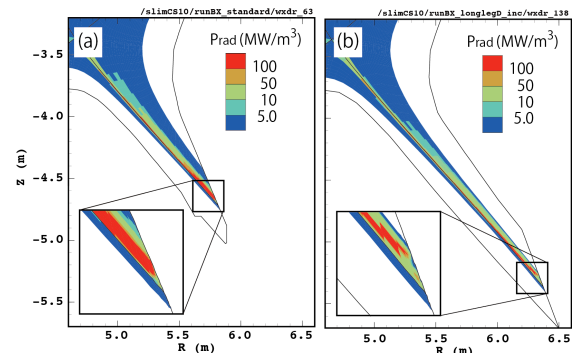 /slimCS10/runBX_standard/wxdr_63
/slimCS10/runBX_longlegD_inc/wxdr_138
(a)
Prad (MW/m³)
100
50
10
5.0
(b)
Prad (MW/m³)
100
50
10
5.0
-3.5
-4.0
-4.5
-5.0
-5.5
Z (m)
5.0 5.5 6.0 6.5
R (m)
5.0 5.5 6.0 6.5
R (m)